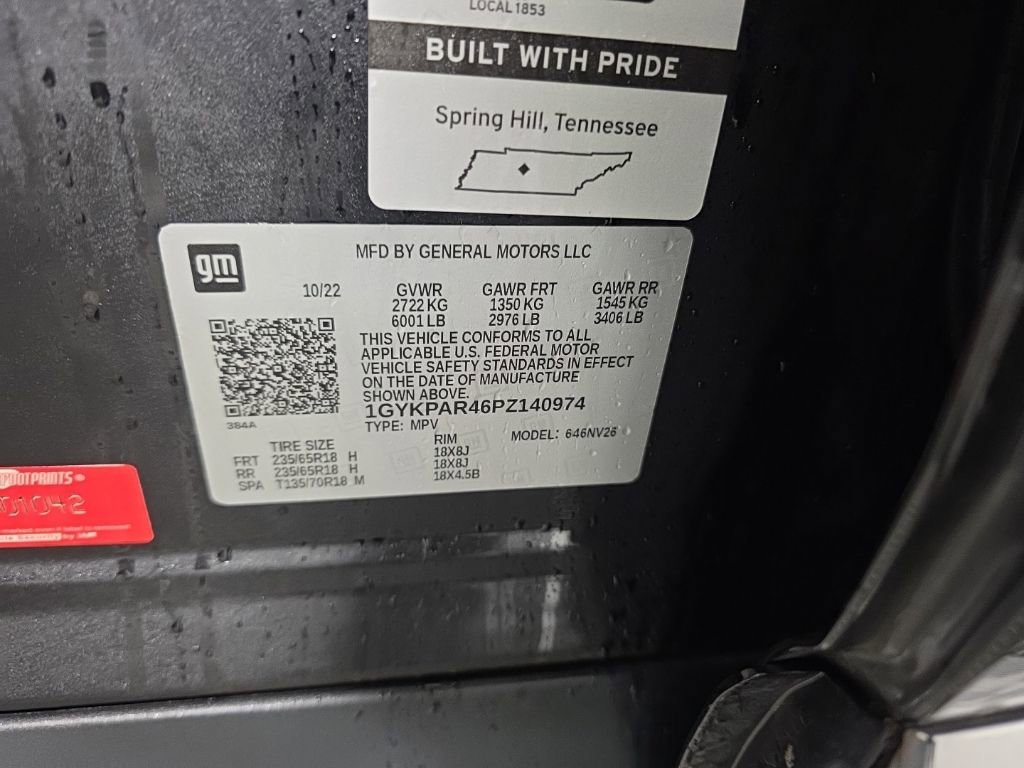 LOCAL 1853
BUILT WITH PRIDE
Spring Hill, Tennessee
gm
MFD BY GENERAL MOTORS LLC
10/22 GVWR GAWR FRT GAWR RR
2722 KG 1350 KG 1545 KG
6001 LB 2976 LB 3406 LB
THIS VEHICLE CONFORMS TO ALL
APPLICABLE U.S. FEDERAL MOTOR
VEHICLE SAFETY STANDARDS IN EFFECT
ON THE DATE OF MANUFACTURE
SHOWN ABOVE.
1GYKPAR46PZ140974
384A
TYPE: MPV MODEL: 646NV26
TIRE SIZE RIM
FRT 235/65R18 H 18X8J
RR 235/65R18 H 18X8J
SPA T135/70R18 M 18X4.5B